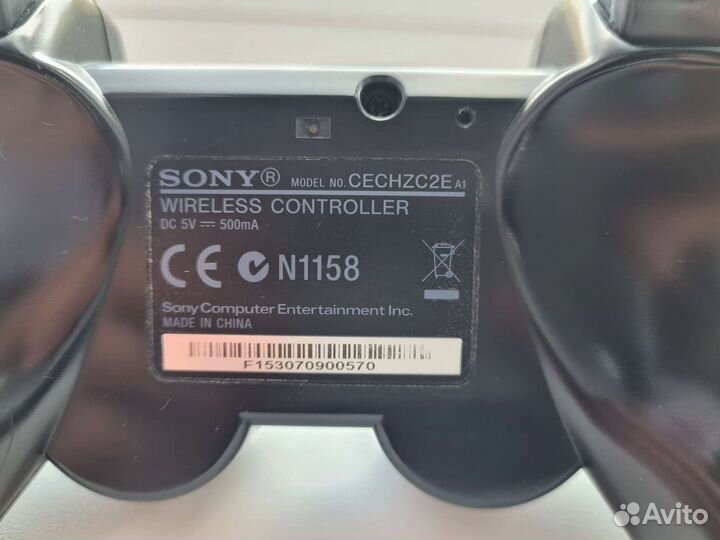 SONY® MODEL NO. CECHZC2E A1
WIRELESS CONTROLLER
DC 5V ⎓ 500mA
CE N1158
Sony Computer Entertainment Inc.
MADE IN CHINA
F153070900570
Avito